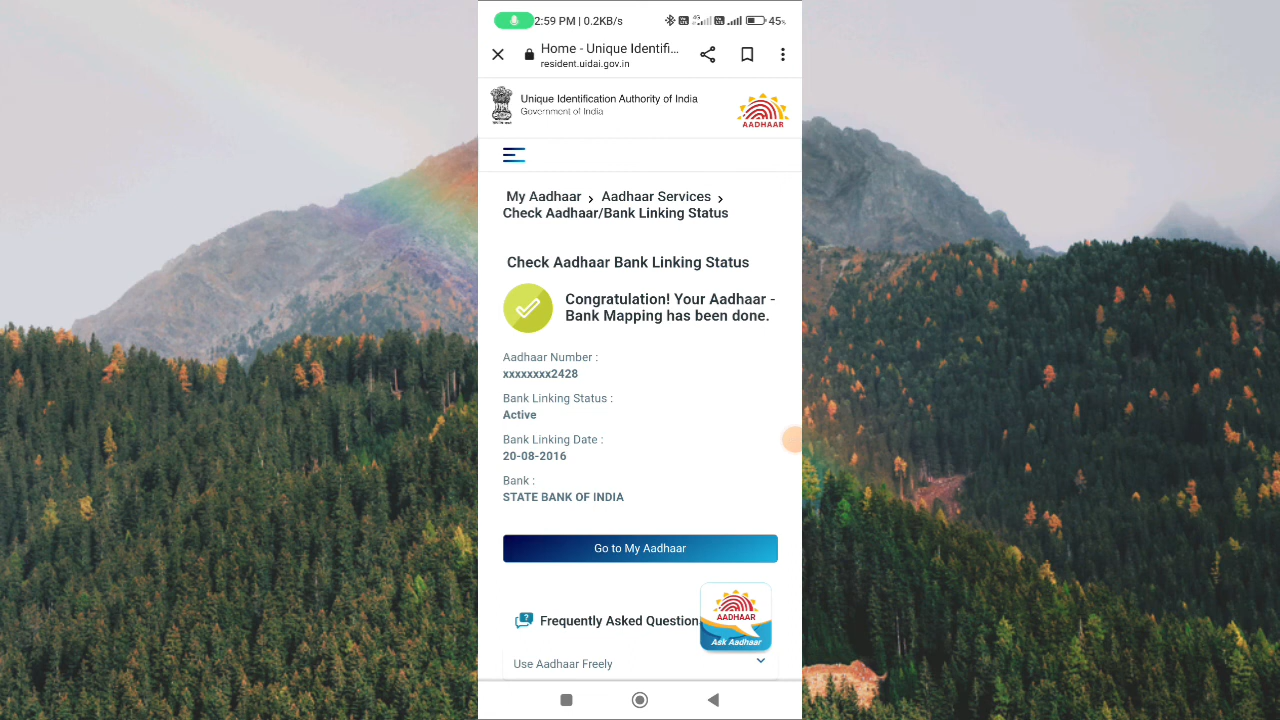 2:59 PM | 0.2KB/s
45%
Home - Unique Identifi...
resident.uidai.gov.in
Unique Identification Authority of India
Government of India
AADHAAR
My Aadhaar › Aadhaar Services ›
Check Aadhaar/Bank Linking Status
Check Aadhaar Bank Linking Status
Congratulation! Your Aadhaar -
Bank Mapping has been done.
Aadhaar Number :
xxxxxxxx2428
Bank Linking Status :
Active
Bank Linking Date :
20-08-2016
Bank :
STATE BANK OF INDIA
Go to My Aadhaar
Frequently Asked Question
AADHAAR
Ask Aadhaar
Use Aadhaar Freely